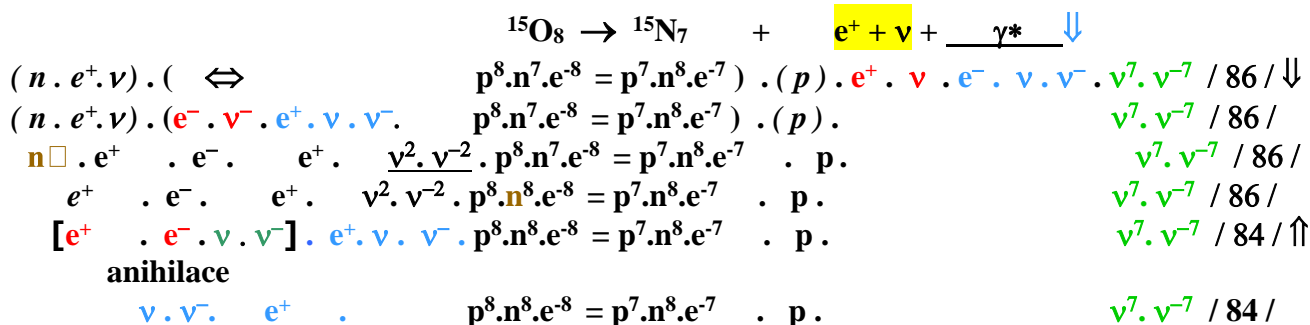 ¹⁵O₈ → ¹⁵N₇ + e⁺ + ν + γ* ⇓
( n . e⁺. ν) . ( ⇔ p⁸.n⁷.e⁻⁸ = p⁷.n⁸.e⁻⁷ ) . ( p ) . e⁺ . ν . e⁻ . ν . ν⁻ . ν⁷. ν⁻⁷ / 86 / ⇓
( n . e⁺. ν) . (e⁻ . ν⁻ . e⁺ . ν . ν⁻. p⁸.n⁷.e⁻⁸ = p⁷.n⁸.e⁻⁷ ) . ( p ) . ν⁷. ν⁻⁷ / 86 /
n□ . e⁺ . e⁻ . e⁺ . ν². ν⁻² . p⁸.n⁷.e⁻⁸ = p⁷.n⁸.e⁻⁷ . p . ν⁷. ν⁻⁷ / 86 /
e⁺ . e⁻ . e⁺ . ν². ν⁻² . p⁸.n⁸.e⁻⁸ = p⁷.n⁸.e⁻⁷ . p . ν⁷. ν⁻⁷ / 86 /
[e⁺ . e⁻ . ν . ν⁻] . e⁺. ν . ν⁻ . p⁸.n⁸.e⁻⁸ = p⁷.n⁸.e⁻⁷ . p . ν⁷. ν⁻⁷ / 84 / ⇑
anihilace
ν . ν⁻. e⁺ . p⁸.n⁸.e⁻⁸ = p⁷.n⁸.e⁻⁷ . p . ν⁷. ν⁻⁷ / 84 /